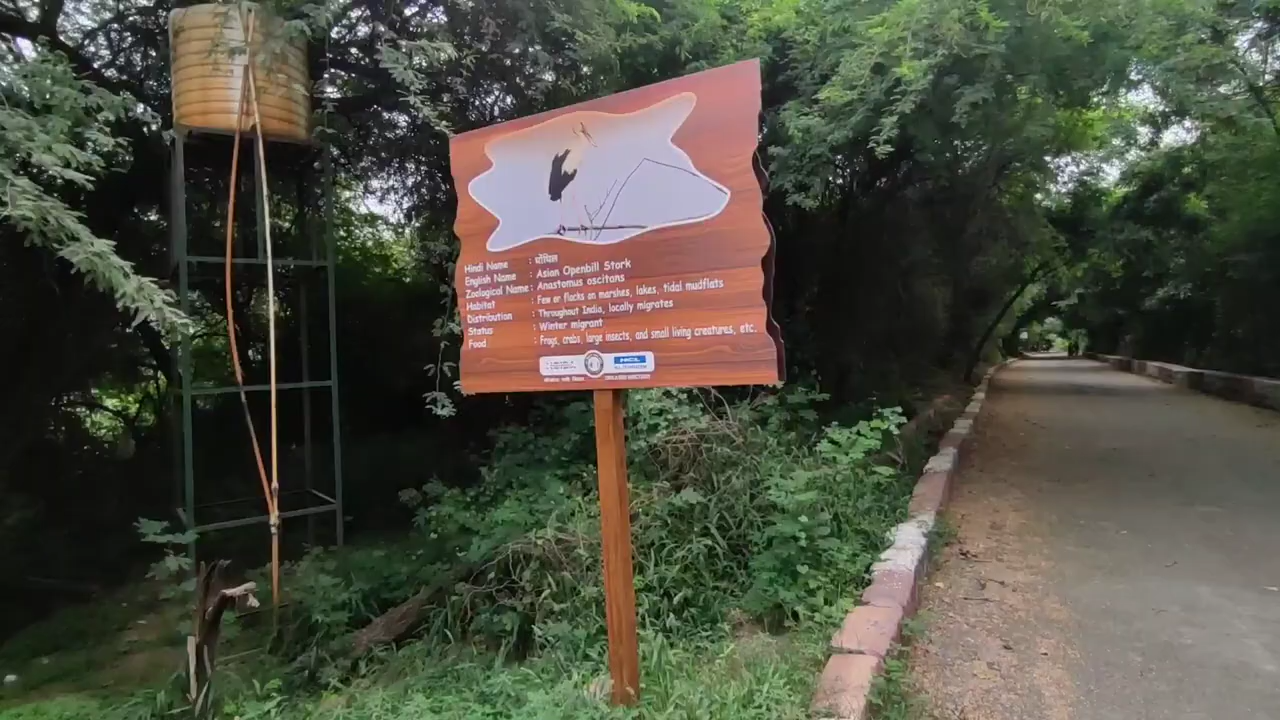 Hindi Name : घोंघिल
English Name : Asian Openbill Stork
Zoological Name : Anastomus oscitans
Habitat : Few or flocks on marshes, lakes, tidal mudflats
Distribution : Throughout India, locally migrates
Status : Winter migrant
Food : Frogs, crabs, large insects, and small living creatures, etc.
HCL